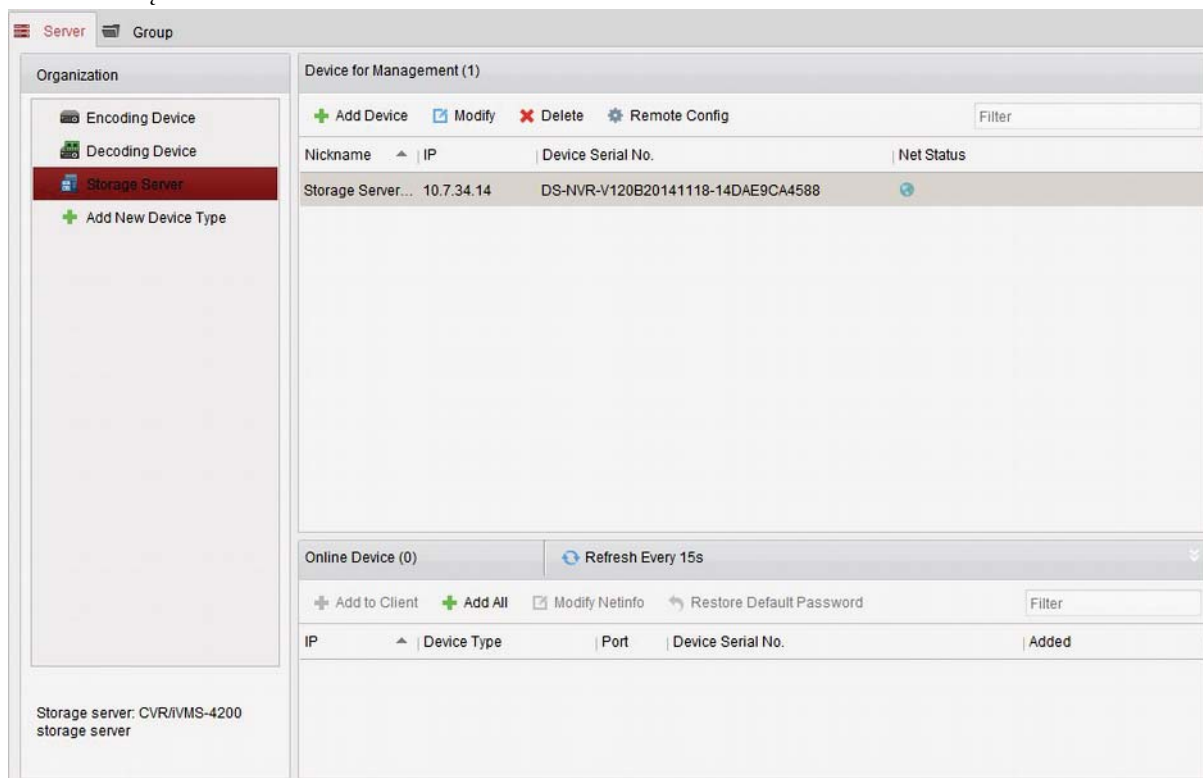 Server
Group
Organization
Encoding Device
Decoding Device
Storage Server
Add New Device Type
Storage server: CVR/iVMS-4200
storage server
Device for Management (1)
Add Device Modify Delete Remote Config Filter
Nickname IP Device Serial No. Net Status
Storage Server... 10.7.34.14 DS-NVR-V120B20141118-14DAE9CA4588
Online Device (0) Refresh Every 15s
Add to Client Add All Modify Netinfo Restore Default Password Filter
IP Device Type Port Device Serial No. Added